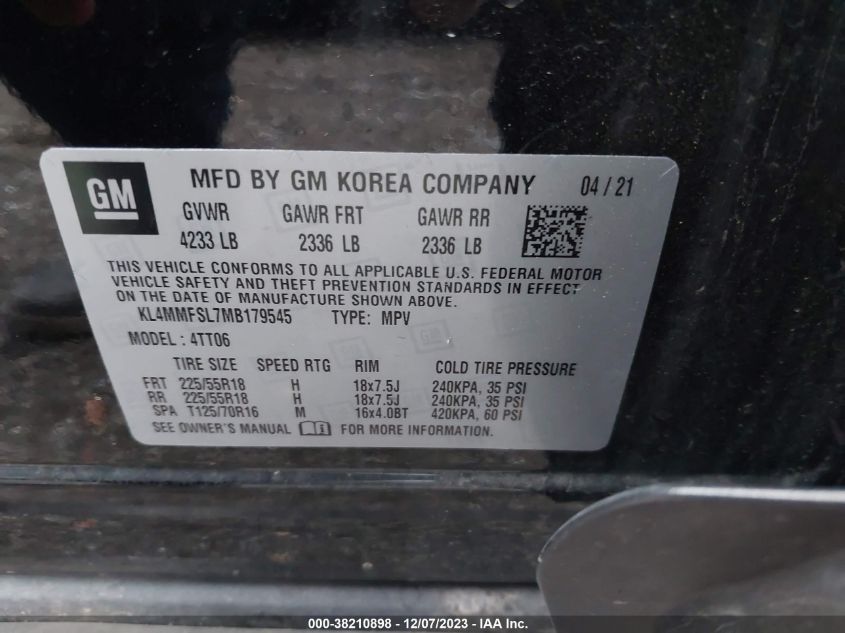 GM MFD BY GM KOREA COMPANY 04 / 21
GVWR GAWR FRT GAWR RR
4233 LB 2336 LB 2336 LB
THIS VEHICLE CONFORMS TO ALL APPLICABLE U.S. FEDERAL MOTOR
VEHICLE SAFETY AND THEFT PREVENTION STANDARDS IN EFFECT
ON THE DATE OF MANUFACTURE SHOWN ABOVE.
KL4MMFSL7MB179545 TYPE: MPV
MODEL : 4TT06
TIRE SIZE SPEED RTG RIM COLD TIRE PRESSURE
FRT 225/55R18 H 18x7.5J 240KPA, 35 PSI
RR 225/55R18 H 18x7.5J 240KPA, 35 PSI
SPA T125/70R16 M 16x4.0BT 420KPA, 60 PSI
SEE OWNER'S MANUAL FOR MORE INFORMATION.
000-38210898 - 12/07/2023 - IAA Inc.